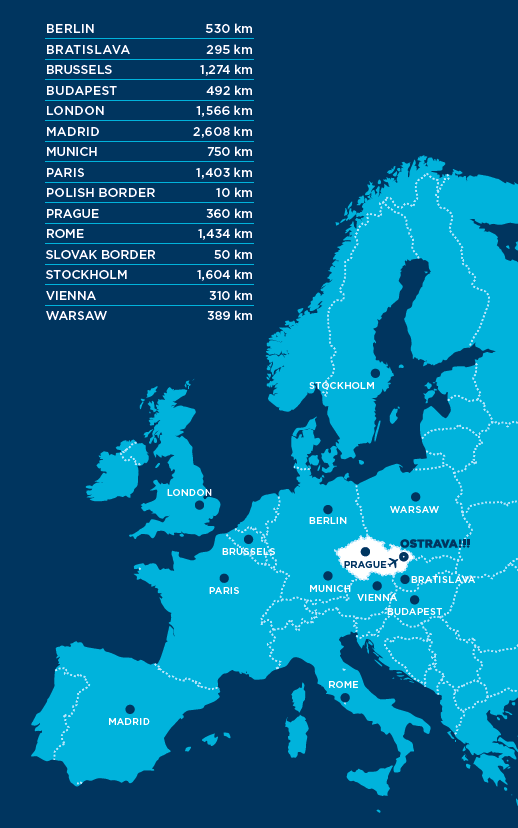 BERLIN 530 km
BRATISLAVA 295 km
BRUSSELS 1,274 km
BUDAPEST 492 km
LONDON 1,566 km
MADRID 2,608 km
MUNICH 750 km
PARIS 1,403 km
POLISH BORDER 10 km
PRAGUE 360 km
ROME 1,434 km
SLOVAK BORDER 50 km
STOCKHOLM 1,604 km
VIENNA 310 km
WARSAW 389 km
STOCKHOLM
LONDON
WARSAW
BERLIN
OSTRAVA!!!
BRUSSELS
PRAGUE
BRATISLAVA
MUNICH
PARIS
VIENNA
BUDAPEST
ROME
MADRID